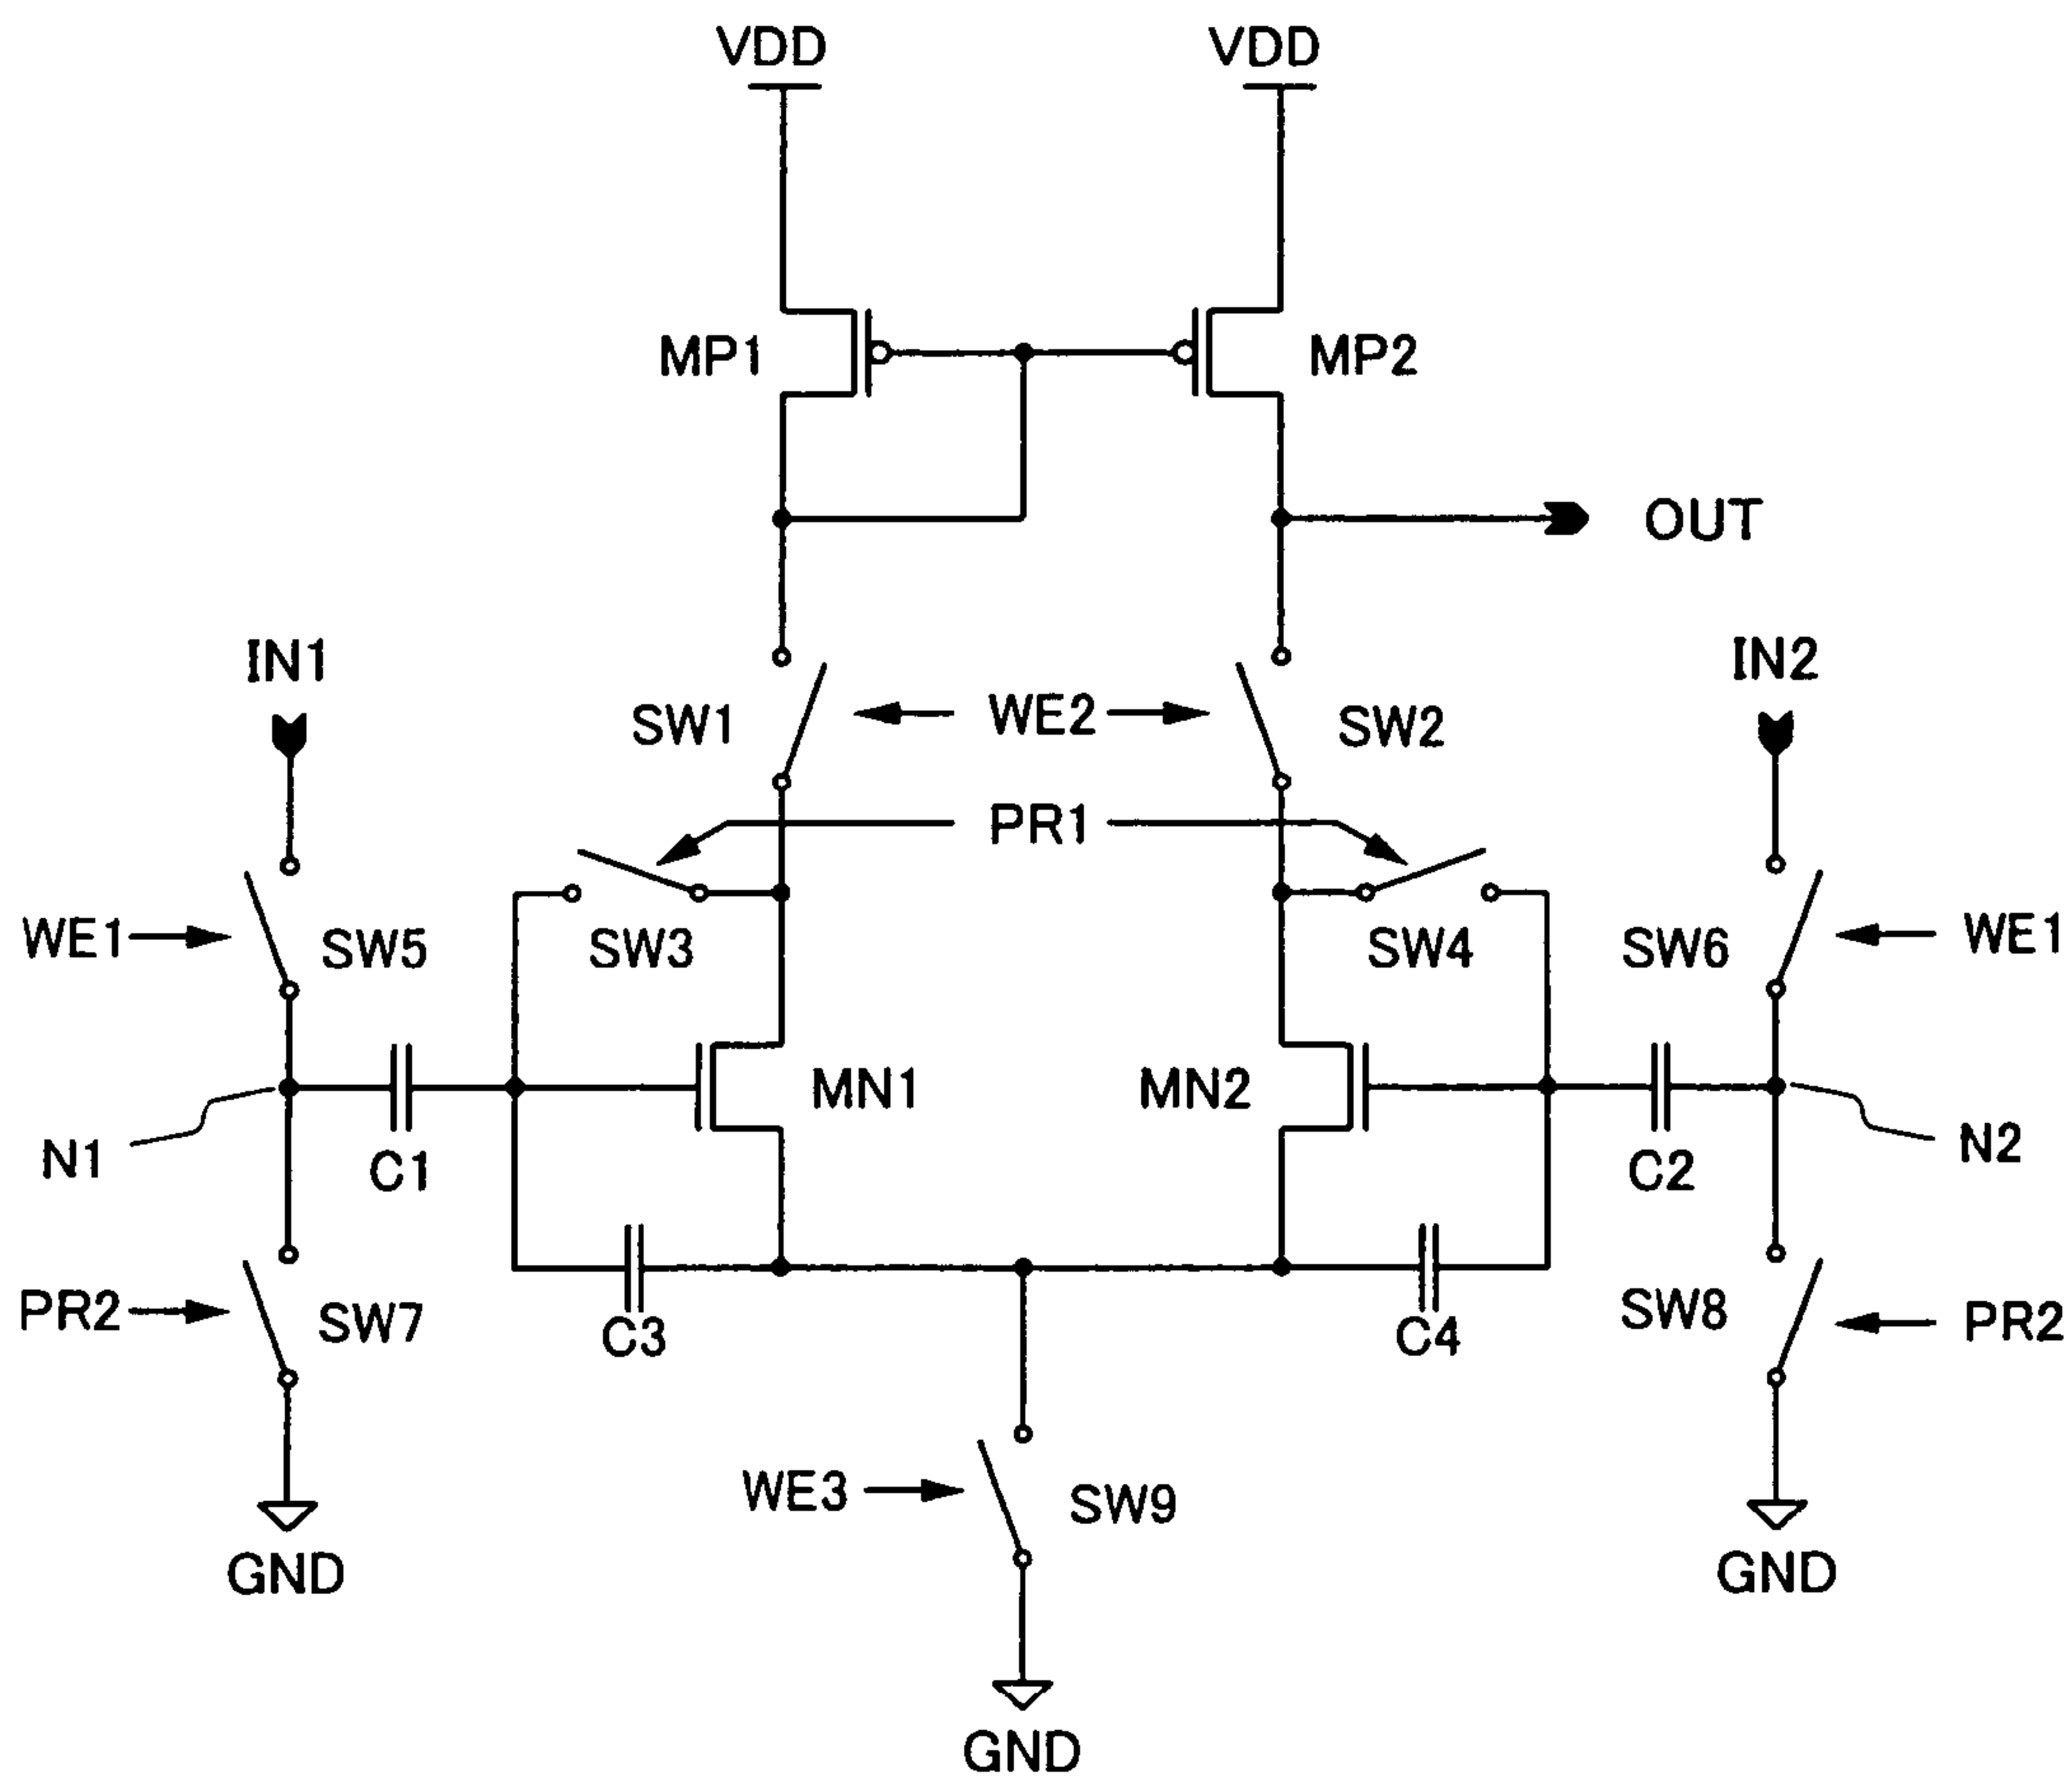 VDD VDD
MP1 MP2
OUT
IN1 IN2
SW1 WE2 SW2
PR1
WE1 SW5 SW3 SW4 SW6 WE1
MN1 MN2
N1 C1 C2 N2
PR2 SW7 C3 C4 SW8 PR2
WE3 SW9
GND GND
GND